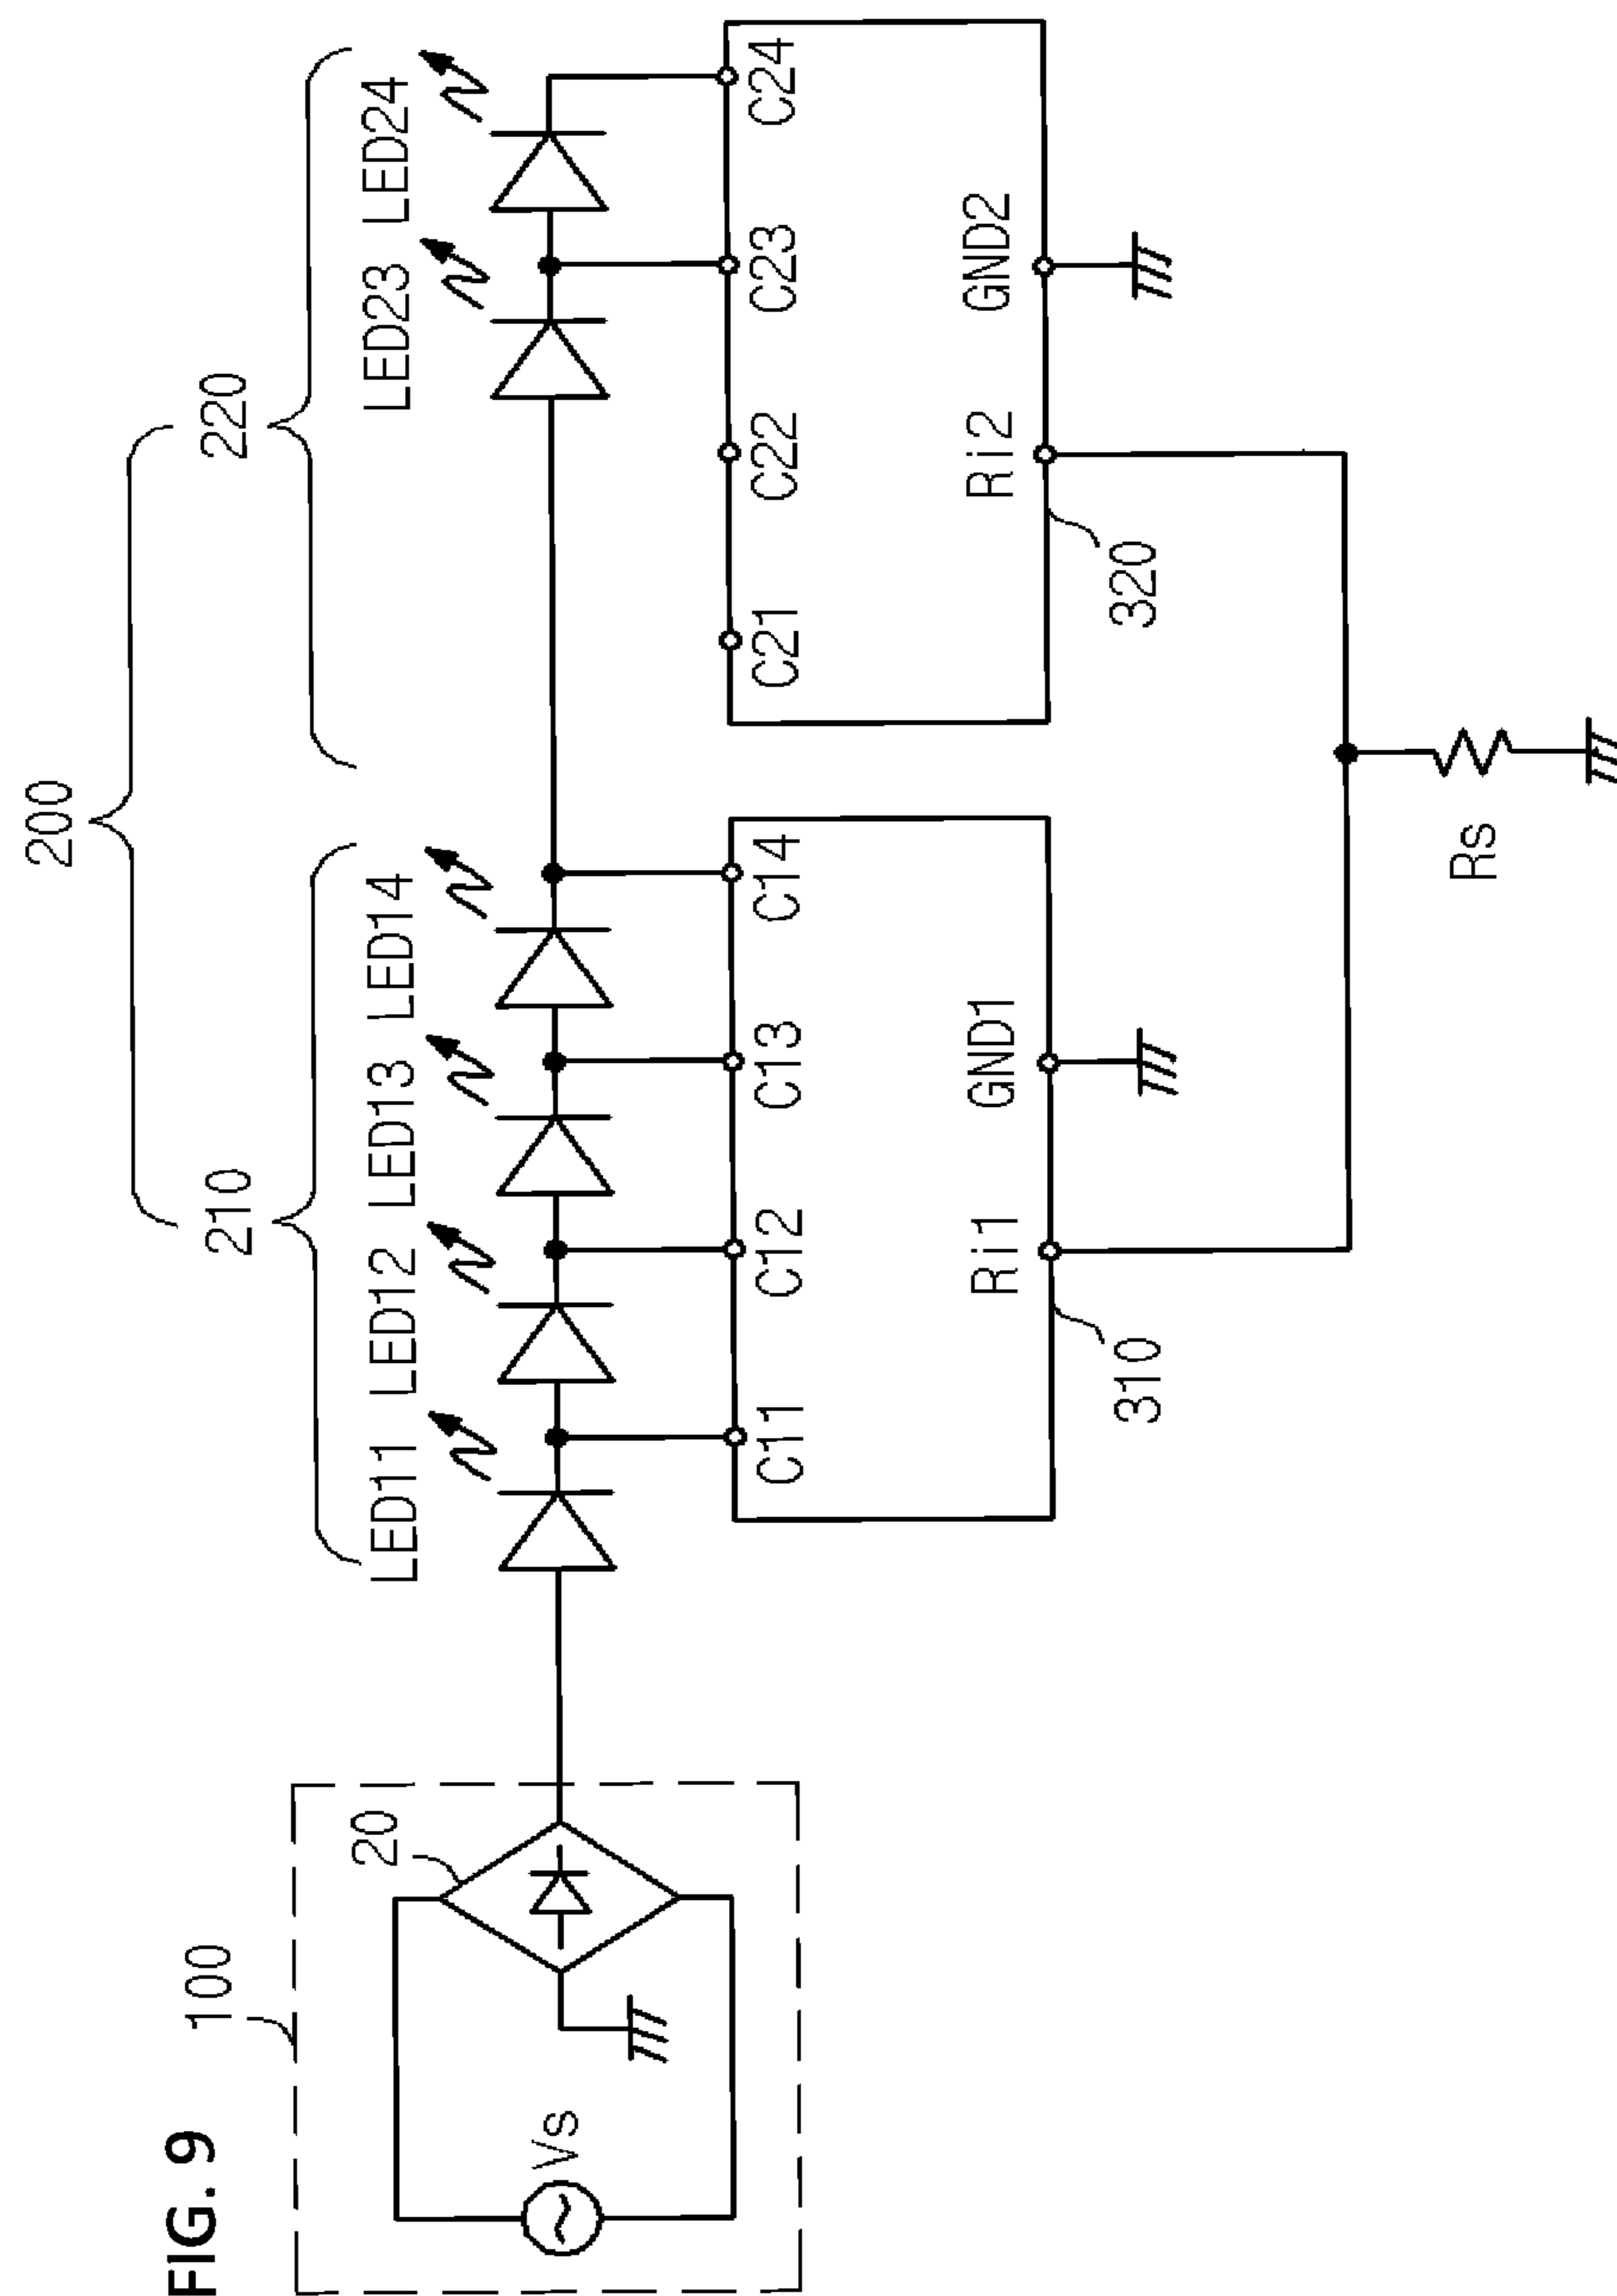 FIG. 9
200
210
220
100
20
Vs
LED11
LED12
LED13
LED14
LED23
LED24
C11
C12
C13
C14
C21
C22
C23
C24
Ri1
GND1
Ri2
GND2
310
320
Rs